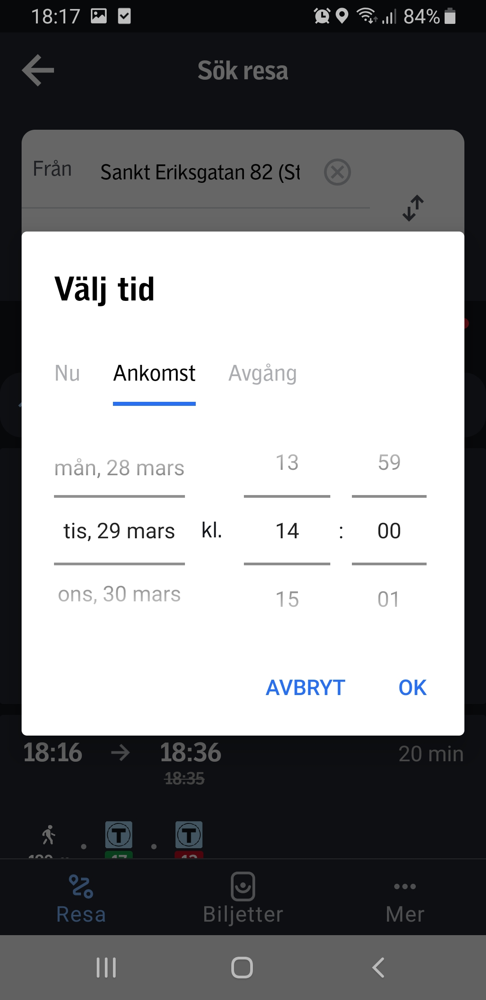 18:17 84%
Sök resa
Från Sankt Eriksgatan 82 (St
Välj tid
Nu Ankomst Avgång
mån, 28 mars 13 59
tis, 29 mars kl. 14 : 00
ons, 30 mars 15 01
AVBRYT OK
18:16 → 18:36 20 min
18:35
T T
17 13
Resa Biljetter Mer